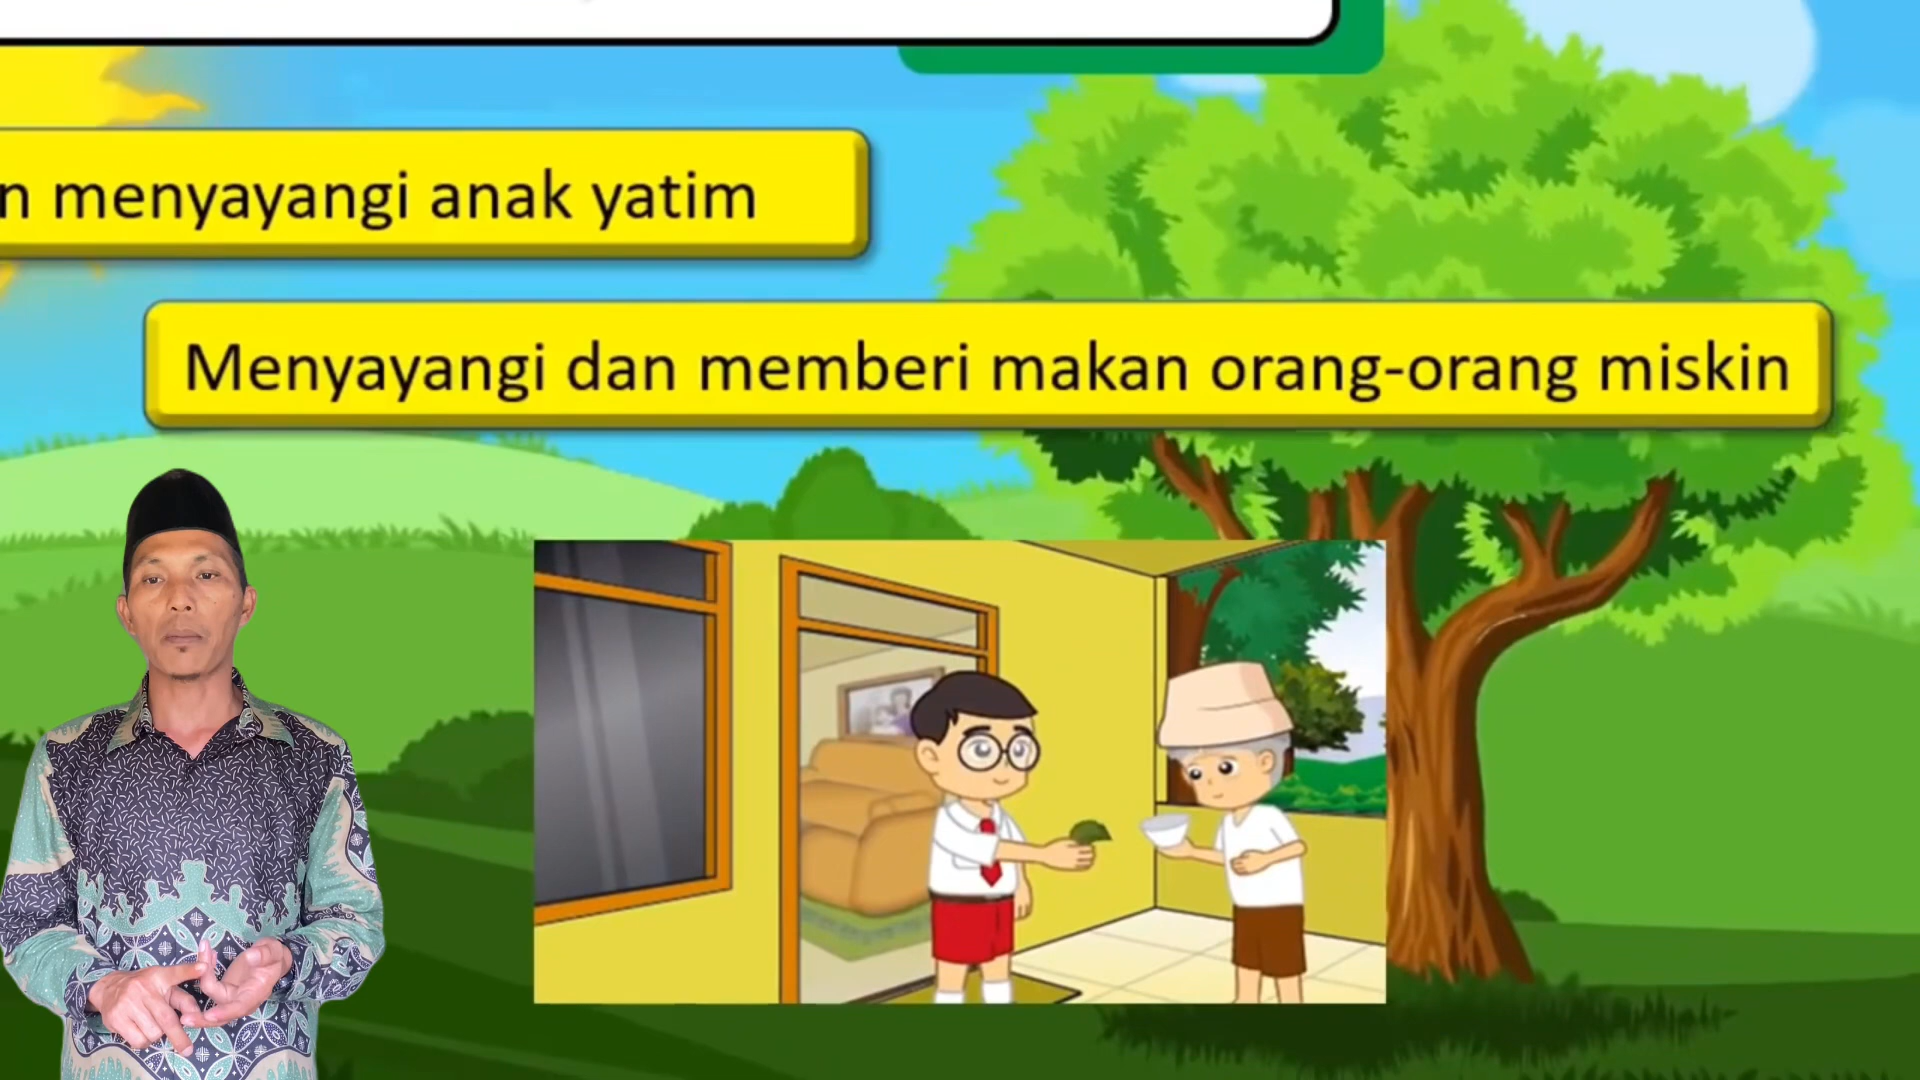 menyayangi anak yatim
Menyayangi dan memberi makan orang-orang miskin